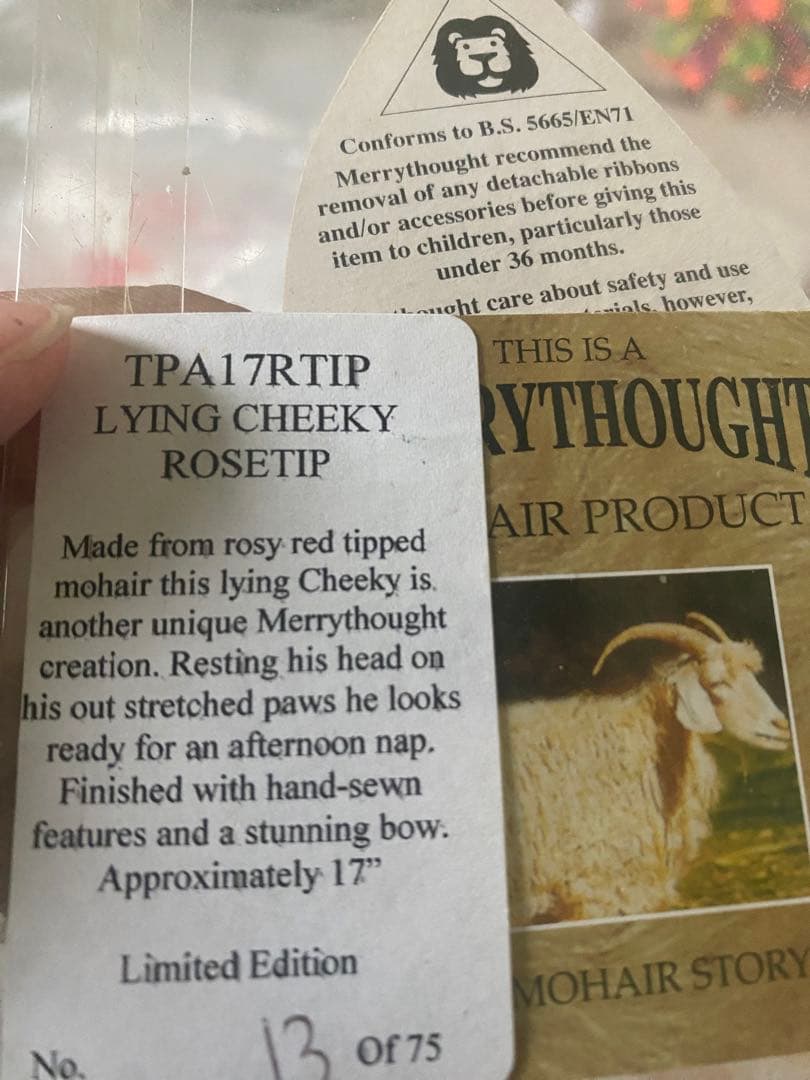 Conforms to B.S. 5665/EN71
Merrythought recommend the
removal of any detachable ribbons
and/or accessories before giving this
item to children, particularly those
under 36 months.
care about safety and use
however,
TPA17RTIP
LYING CHEEKY
ROSETIP
Made from rosy red tipped
mohair this lying Cheeky is
another unique Merrythought
creation. Resting his head on
his out stretched paws he looks
ready for an afternoon nap.
Finished with hand-sewn
features and a stunning bow.
Approximately 17”
Limited Edition
No. 13 Of 75
THIS IS A
RYTHOUGHT
AIR PRODUCT
MOHAIR STORY